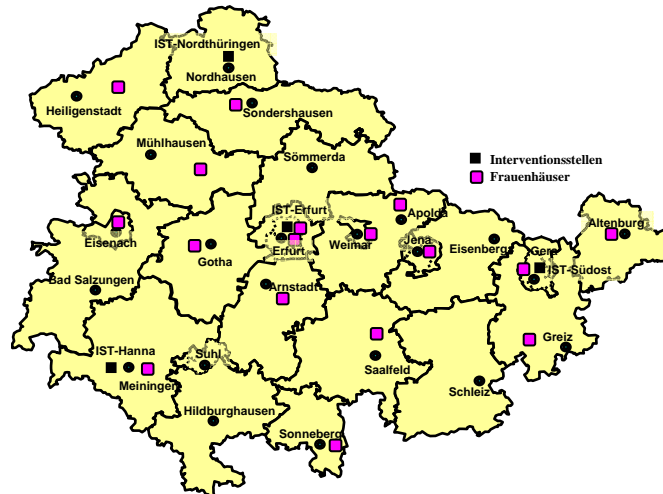 IST-Nordthüringen
Nordhausen
Heiligenstadt
Sondershausen
Mühlhausen
Sömmerda
Interventionsstellen
Frauenhäuser
IST-Erfurt
Apolda
Altenburg
Eisenach
Erfurt
Weimar
Jena
Eisenberg
Gera
Gotha
IST-Südost
Bad Salzungen
Arnstadt
IST-Hanna
Suhl
Greiz
Meiningen
Saalfeld
Schleiz
Hildburghausen
Sonneberg